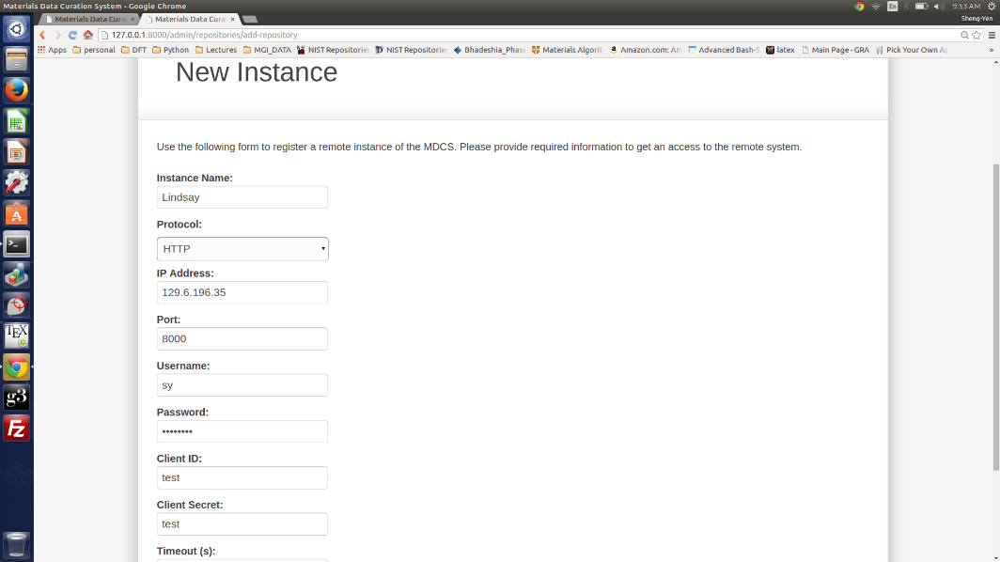 Materials Data Curation System - Google Chrome
En
9:53 AM
Materials Data Cura
Materials Data Cura
Sheng-Yen
127.0.0.1:8000/admin/repositories/add-repository
Apps personal DFT Python Lectures MGI_DATA NIST Repositories NIST Repositories Bhadeshia_Phase Materials Algorit Amazon.com: Am Advanced Bash-S latex Main Page - GRA Pick Your Own Ap »
New Instance
Use the following form to register a remote instance of the MDCS. Please provide required information to get an access to the remote system.
Instance Name:
Lindsay
Protocol:
HTTP
IP Address:
129.6.196.35
Port:
8000
Username:
sy
Password:
••••••••
Client ID:
test
Client Secret:
test
Timeout (s):
TEX
g3
FZ